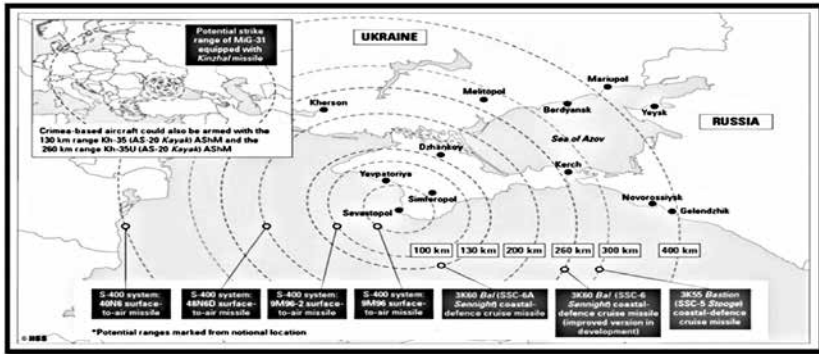 Potential strike
range of MiG-31
equipped with
Kinzhal missile
Crimea-based aircraft could also be armed with the
130 km range Kh-35 (AS-20 Kayak) AShM and the
260 km range Kh-35U (AS-20 Kayak) AShM
UKRAINE
RUSSIA
Mariupol
Melitopol
Berdyansk
Yeysk
Kherson
Sea of Azov
Dzhankoy
Kerch
Yevpatoriya
Simferopol
Sevastopol
Novorossiysk
Gelendzhik
100 km
130 km
200 km
260 km
300 km
400 km
S-400 system:
40N6 surface-
to-air missile
S-400 system:
48N6D surface-
to-air missile
S-400 system:
9M96-2 surface-
to-air missile
S-400 system:
9M96 surface-
to-air missile
3K60 Bal (SSC-6A
Sennight) coastal-
defence cruise missile
3K60 Bal (SSC-6
Sennight) coastal-
defence cruise missile
(improved version in
development)
3K55 Bastion
(SSC-5 Stooge)
coastal-defence
cruise missile
*Potential ranges marked from notional location